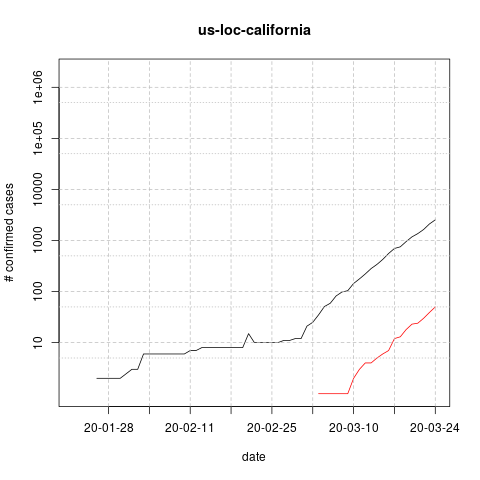 us-loc-california
# confirmed cases
1e+06
1e+05
10000
1000
100
10
20-01-28 20-02-11 20-02-25 20-03-10 20-03-24
date